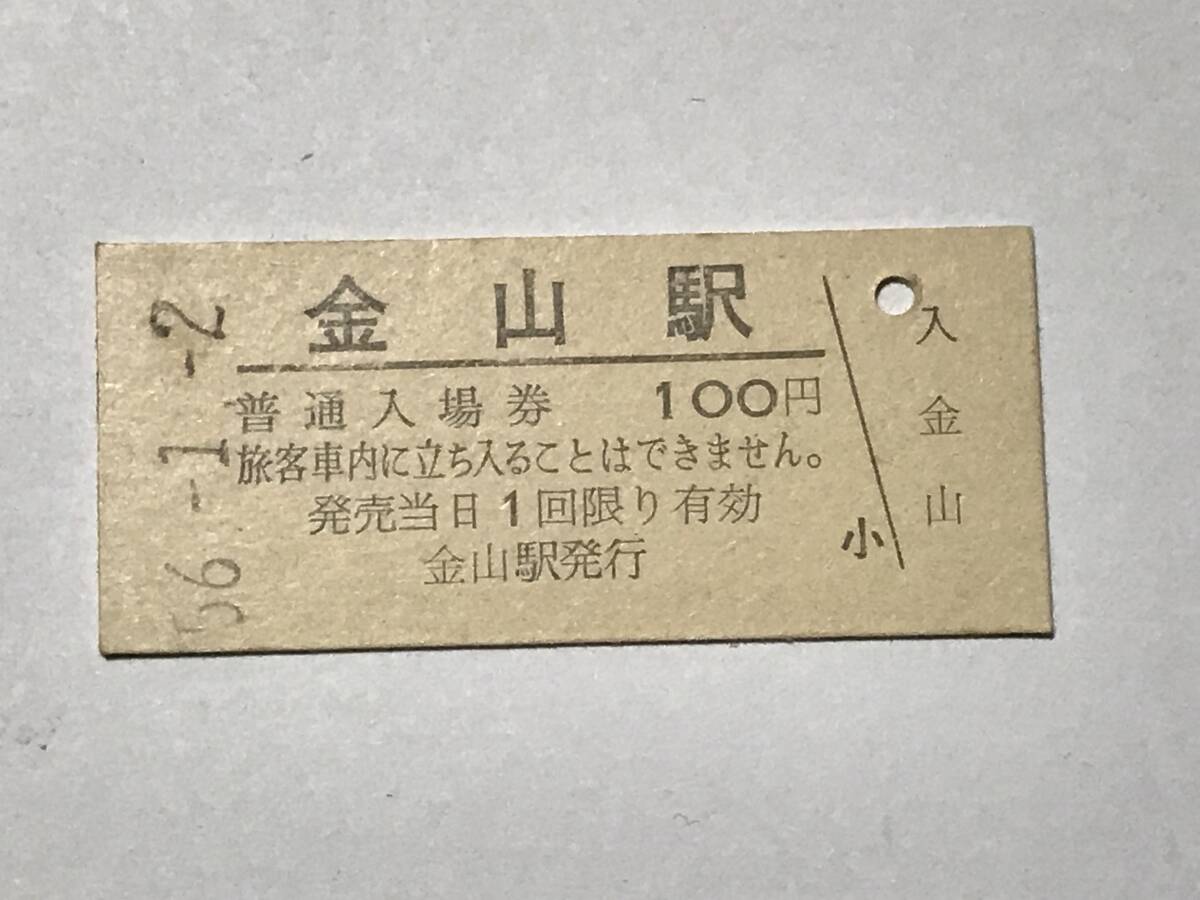 金山駅
普通入場券 100円
旅客車内に立ち入ることはできません。
発売当日1回限り有効
金山駅発行
小
入金山
56-1-2